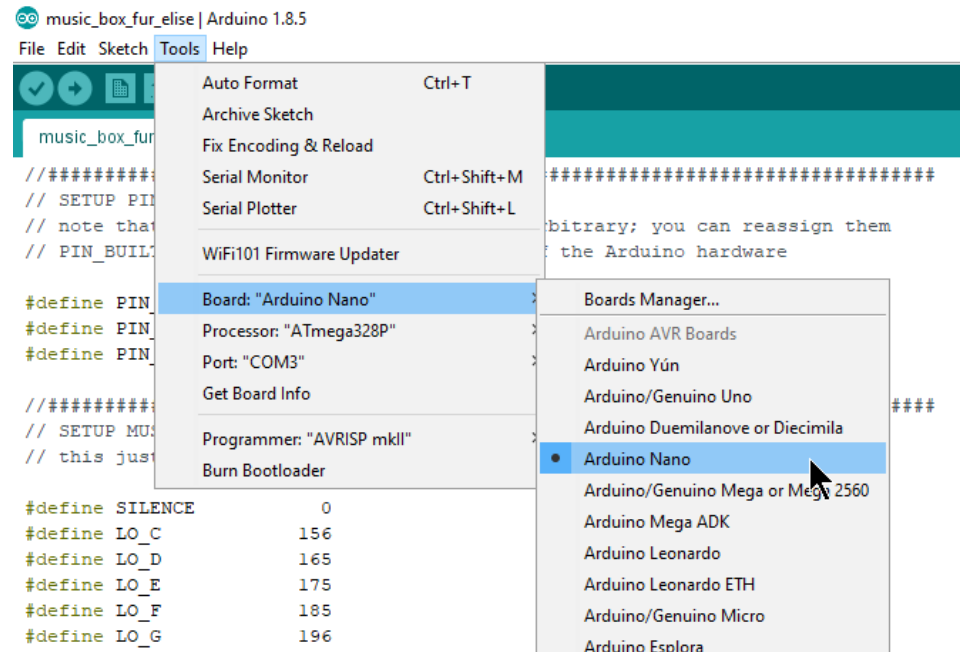 music_box_fur_elise | Arduino 1.8.5
File Edit Sketch Tools Help
Auto Format Ctrl+T
Archive Sketch
Fix Encoding & Reload
Serial Monitor Ctrl+Shift+M
Serial Plotter Ctrl+Shift+L
WiFi101 Firmware Updater
Board: "Arduino Nano"
Processor: "ATmega328P"
Port: "COM3"
Get Board Info
Programmer: "AVRISP mkII"
Burn Bootloader
Boards Manager...
Arduino AVR Boards
Arduino Yún
Arduino/Genuino Uno
Arduino Duemilanove or Diecimila
Arduino Nano
Arduino/Genuino Mega or Mega 2560
Arduino Mega ADK
Arduino Leonardo
Arduino Leonardo ETH
Arduino/Genuino Micro
Arduino Esplora
music_box_fur
//######### ##################################
// SETUP PIN
// note that bitrary; you can reassign them
// PIN_BUILT the Arduino hardware
#define PIN_
#define PIN_
#define PIN_
//######### ####
// SETUP MUS
// this just
#define SILENCE 0
#define LO_C 156
#define LO_D 165
#define LO_E 175
#define LO_F 185
#define LO_G 196